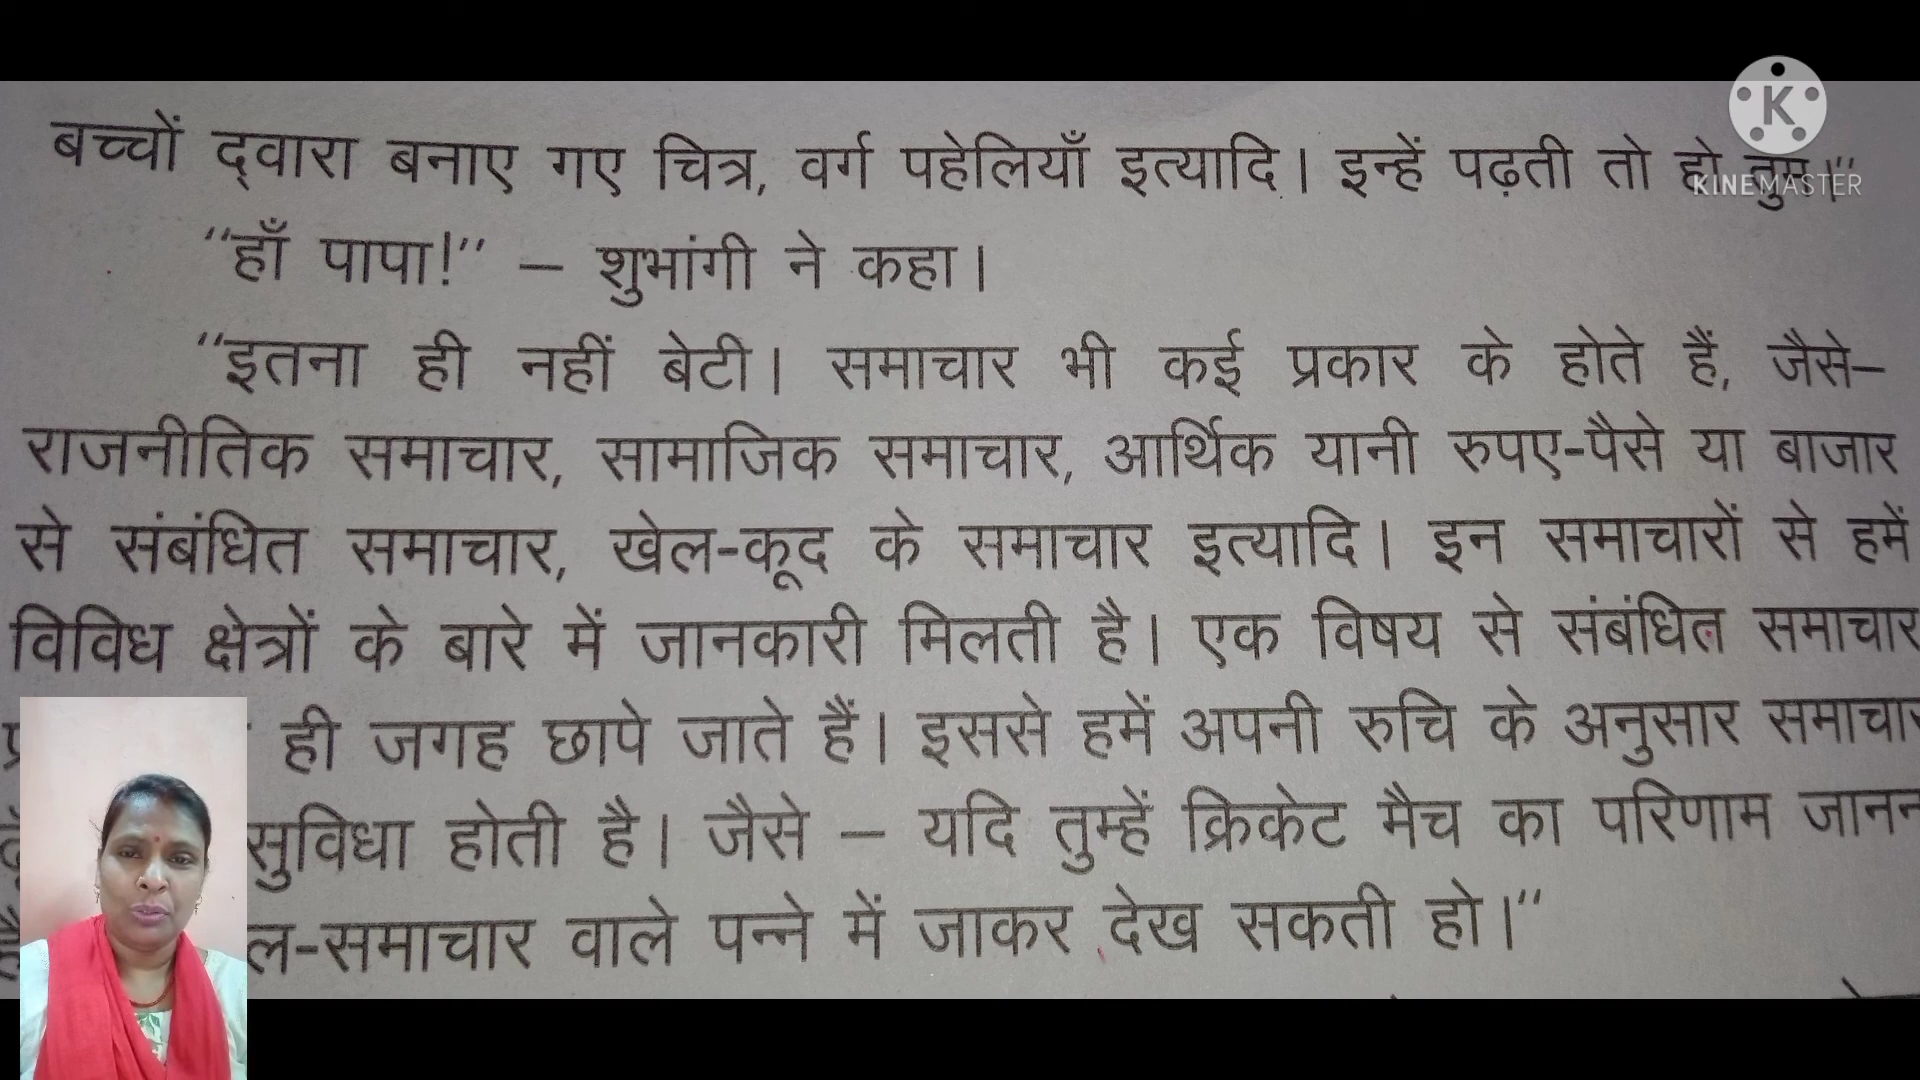 बच्चों द्‌वारा बनाए गए चित्र, वर्ग पहेलियाँ इत्यादि। इन्हें पढ़ती तो हो तुम।"
KINEMASTER
"हाँ पापा!" – शुभांगी ने कहा।
"इतना ही नहीं बेटी। समाचार भी कई प्रकार के होते हैं, जैसे–
राजनीतिक समाचार, सामाजिक समाचार, आर्थिक यानी रुपए-पैसे या बाजार
से संबंधित समाचार, खेल-कूद के समाचार इत्यादि। इन समाचारों से हमें
विविध क्षेत्रों के बारे में जानकारी मिलती है। एक विषय से संबंधित समाचार
ही जगह छापे जाते हैं। इससे हमें अपनी रुचि के अनुसार समाचार
सुविधा होती है। जैसे – यदि तुम्हें क्रिकेट मैच का परिणाम
ल-समाचार वाले पन्ने में जाकर देख सकती हो।"